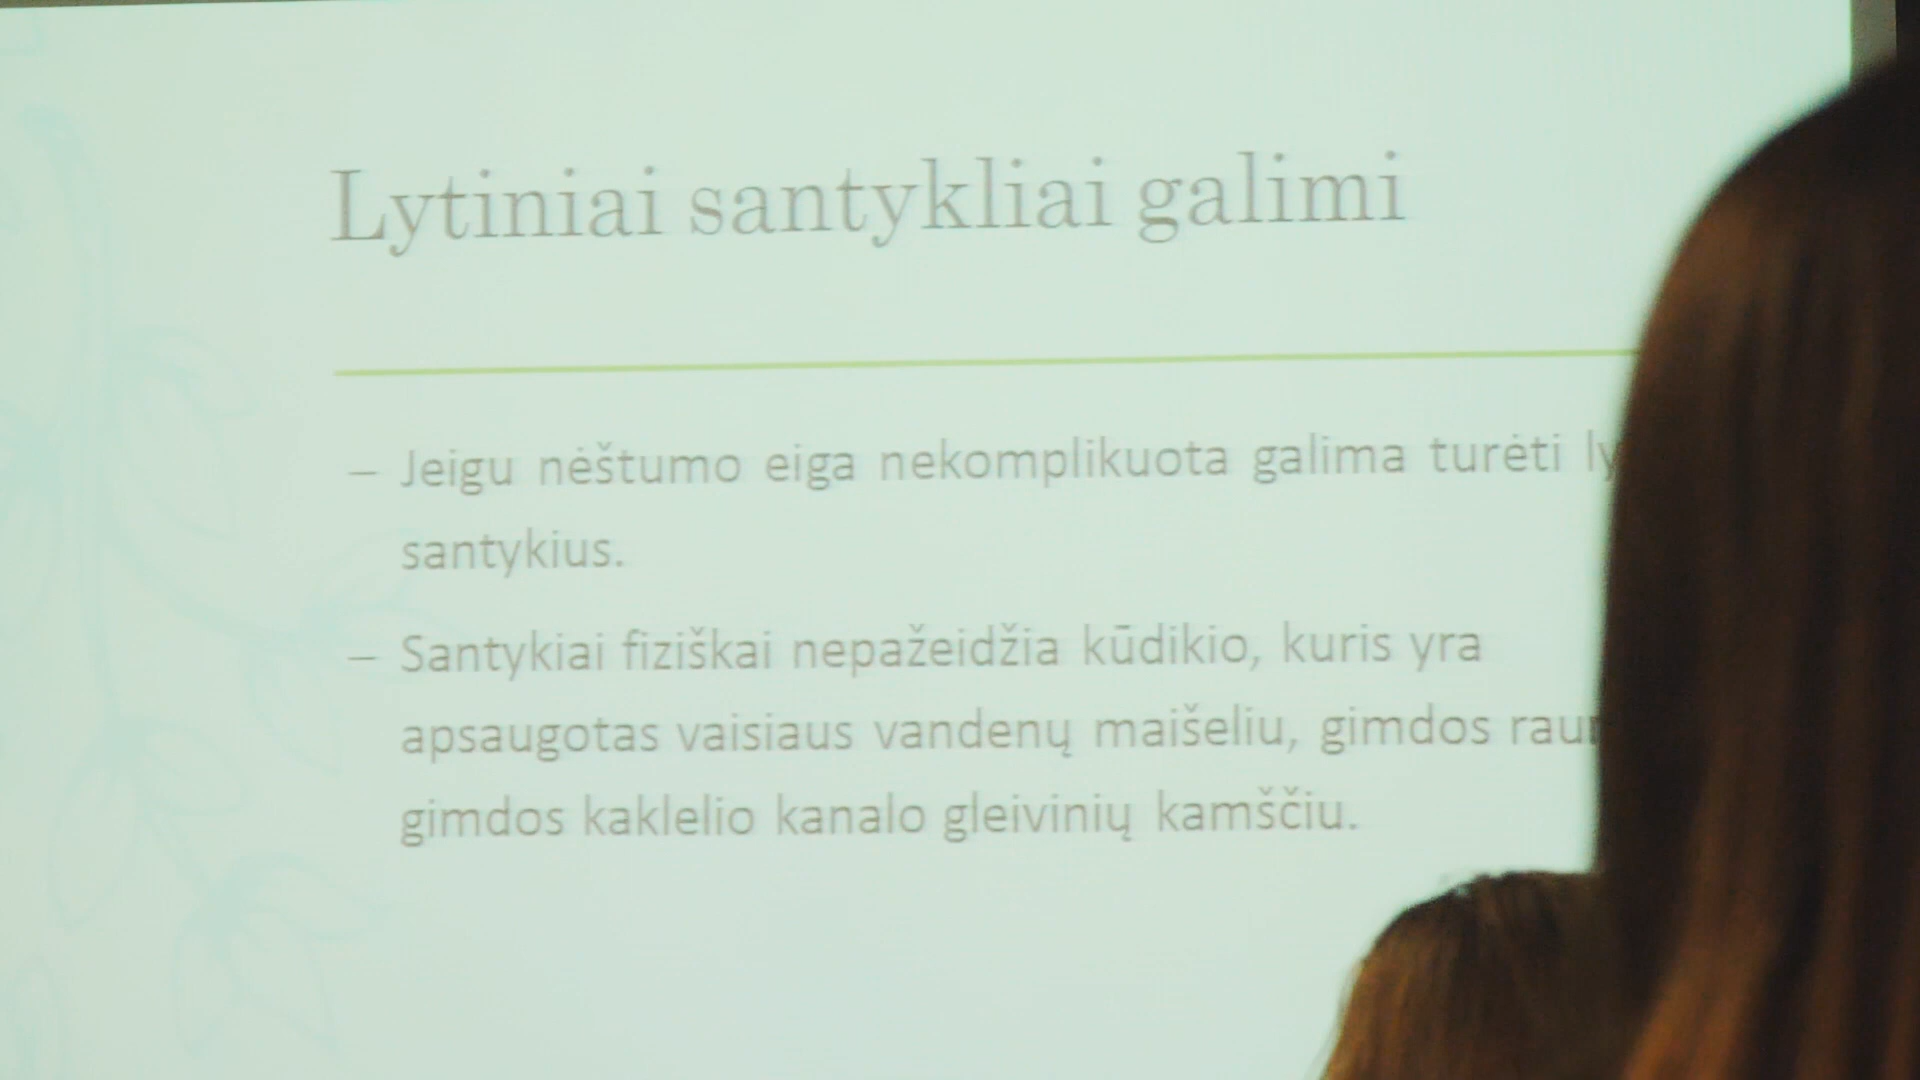 Lytiniai santykliai galimi
– Jeigu nėštumo eiga nekomplikuota galima turėti
santykius.
– Santykiai fiziškai nepažeidžia kūdikio, kuris yra
apsaugotas vaisiaus vandenų maišeliu, gimdos
gimdos kaklelio kanalo gleivinių kamščiu.